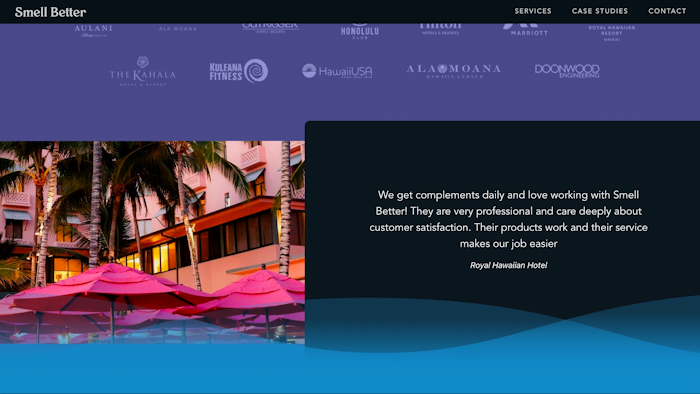 Smell Better
SERVICES CASE STUDIES CONTACT
AULANI
ALA MOANA
OUTRIGGER
HONOLULU
CLUB
Hilton
HOTELS & RESORTS
MARRIOTT
ROYAL HAWAIIAN
RESORT
THE KAHALA
HOTEL & RESORT
KULEANA
FITNESS
HawaiiUSA
ALA MOANA
HAWAI'I'S CENTER
DOONWOOD
ENGINEERING
We get complements daily and love working with Smell
Better! They are very professional and care deeply about
customer satisfaction. Their products work and their service
makes our job easier
Royal Hawaiian Hotel